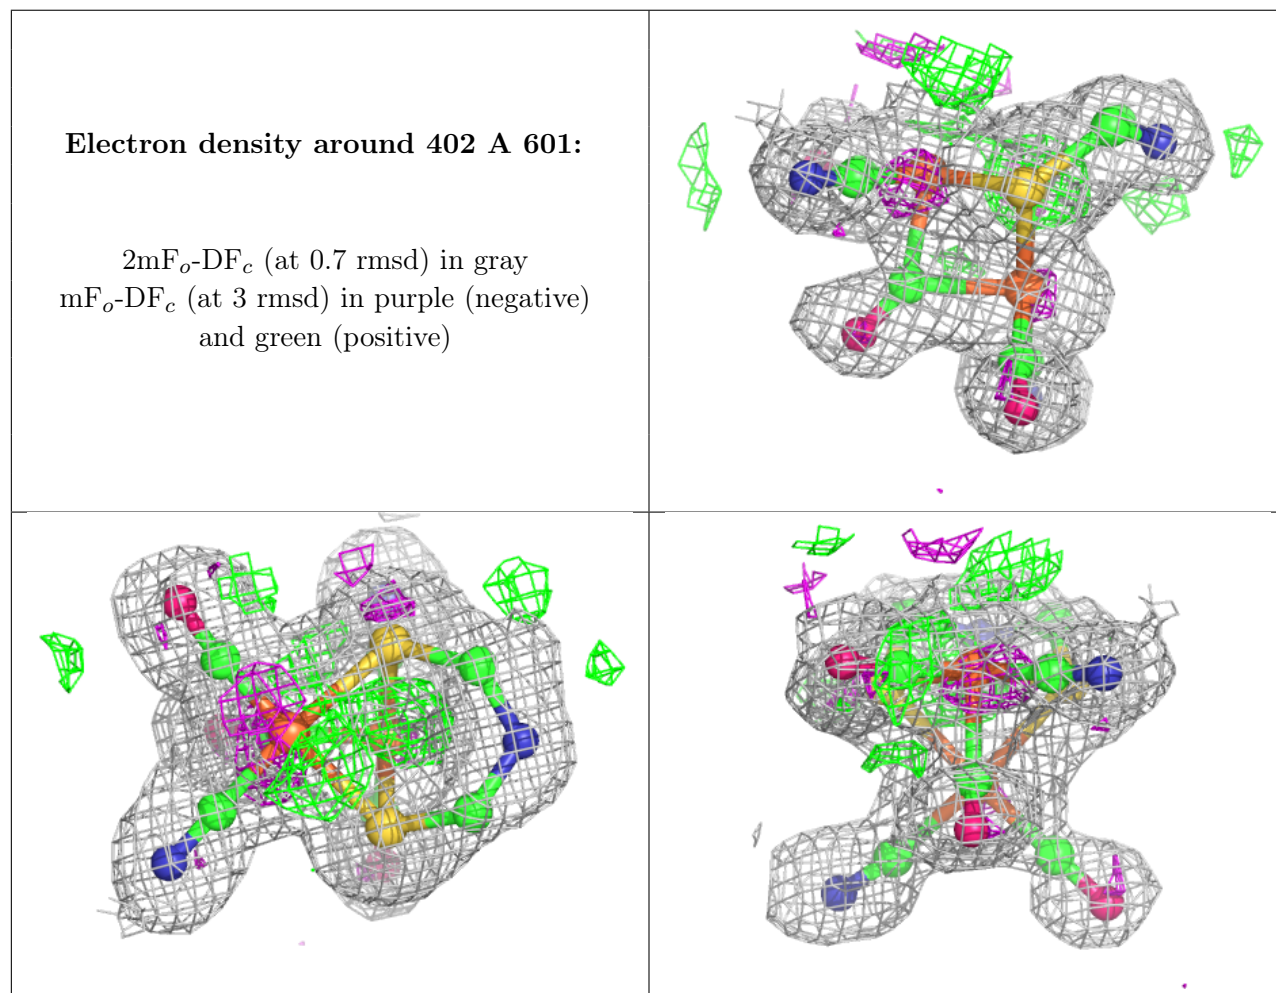 Electron density around 402 A 601:
2mFo-DFc (at 0.7 rmsd) in gray
mFo-DFc (at 3 rmsd) in purple (negative)
and green (positive)